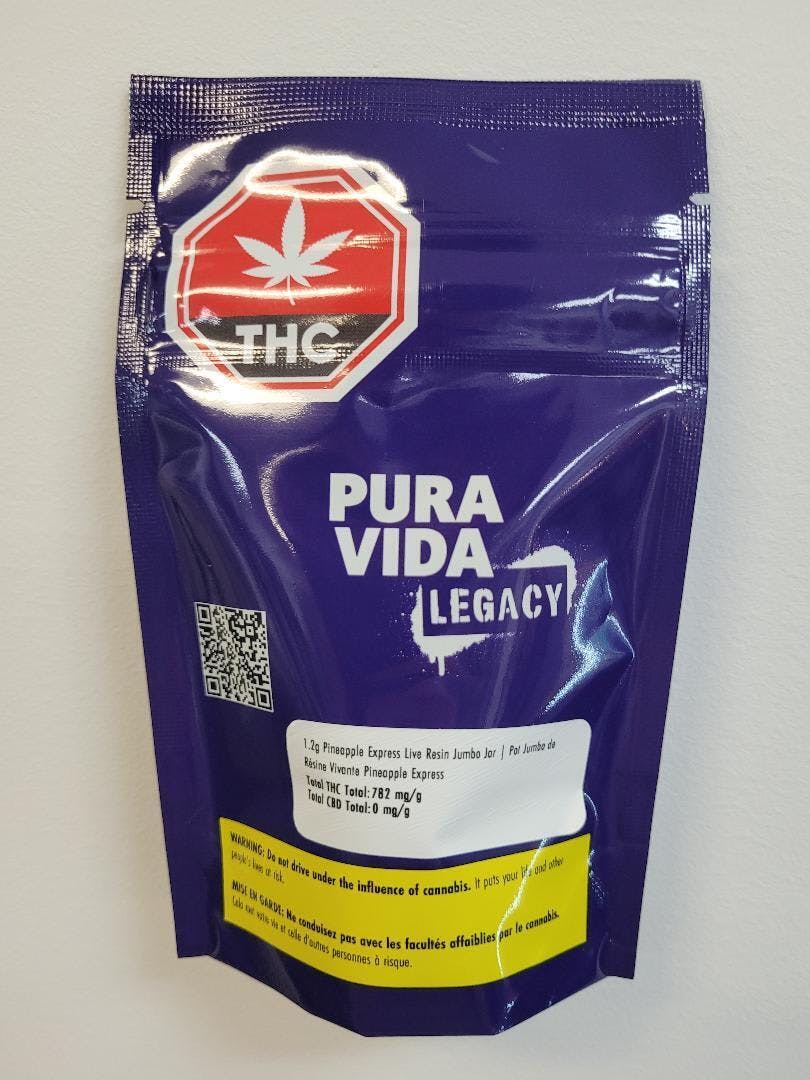 THC
PURA
VIDA
LEGACY
1.2g Pineapple Express Live Resin Jumbo Jar | Pot Jumbo de
Résine Vivante Pineapple Express
Total THC Total: 782 mg/g
Total CBD Total: 0 mg/g
WARNING: Do not drive under the influence of cannabis. It puts your life and other
people's lives at risk.
MISE EN GARDE: Ne conduisez pas avec les facultés affaiblies par le cannabis.
Cela met votre vie et celle d'autres personnes à risque.